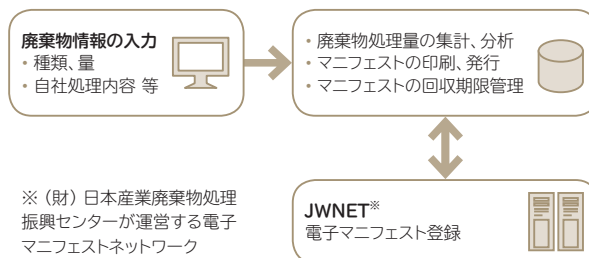 廃棄物情報の入力
・種類、量
・自社処理内容 等
・廃棄物処理量の集計、分析
・マニフェストの印刷、発行
・マニフェストの回収期限管理
※（財）日本産業廃棄物処理
振興センターが運営する電子
マニフェストネットワーク
JWNET※
電子マニフェスト登録